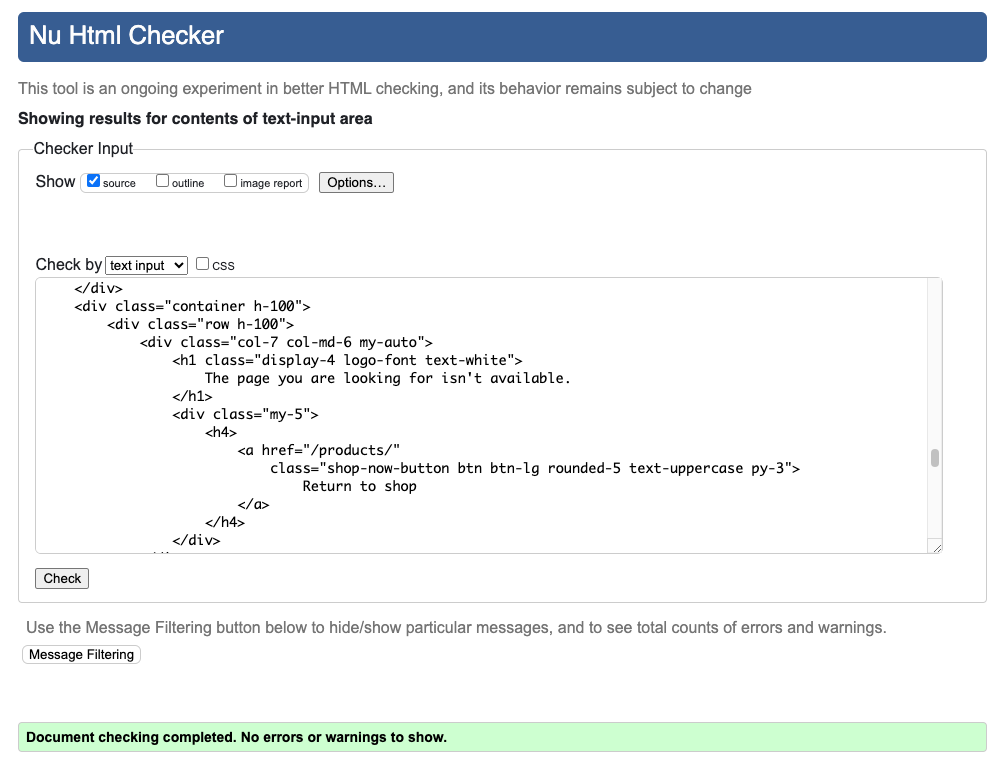 Nu Html Checker
This tool is an ongoing experiment in better HTML checking, and its behavior remains subject to change
Showing results for contents of text-input area
Checker Input
Show source outline image report Options...
Check by text input CSS
</div>
<div class="container h-100">
<div class="row h-100">
<div class="col-7 col-md-6 my-auto">
<h1 class="display-4 logo-font text-white">
The page you are looking for isn't available.
</h1>
<div class="my-5">
<h4>
<a href="/products/"
class="shop-now-button btn btn-lg rounded-5 text-uppercase py-3">
Return to shop
</a>
</h4>
</div>
Check
Use the Message Filtering button below to hide/show particular messages, and to see total counts of errors and warnings.
Message Filtering
Document checking completed. No errors or warnings to show.